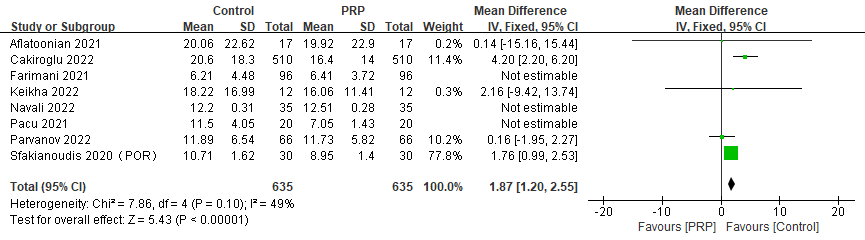 Control PRP Mean Difference Mean Difference
Study or Subgroup Mean SD Total Mean SD Total Weight IV, Fixed, 95% CI IV, Fixed, 95% CI
Aflatoonian 2021 20.06 22.62 17 19.92 22.9 17 0.2% 0.14 [-15.16, 15.44]
Cakiroglu 2022 20.6 18.3 510 16.4 14 510 11.4% 4.20 [2.20, 6.20]
Farimani 2021 6.21 4.48 96 6.41 3.72 96 Not estimable
Keikha 2022 18.22 16.99 12 16.06 11.41 12 0.3% 2.16 [-9.42, 13.74]
Navali 2022 12.2 0.31 35 12.51 0.28 35 Not estimable
Pacu 2021 11.5 4.05 20 7.05 1.43 20 Not estimable
Parvanov 2022 11.89 6.54 66 11.73 5.82 66 10.2% 0.16 [-1.95, 2.27]
Sfakianoudis 2020（POR） 10.71 1.62 30 8.95 1.4 30 77.8% 1.76 [0.99, 2.53]
Total (95% CI) 635 635 100.0% 1.87 [1.20, 2.55]
Heterogeneity: Chi² = 7.86, df = 4 (P = 0.10); I² = 49%
Test for overall effect: Z = 5.43 (P < 0.00001)
-20 -10 0 10 20
Favours [PRP] Favours [Control]